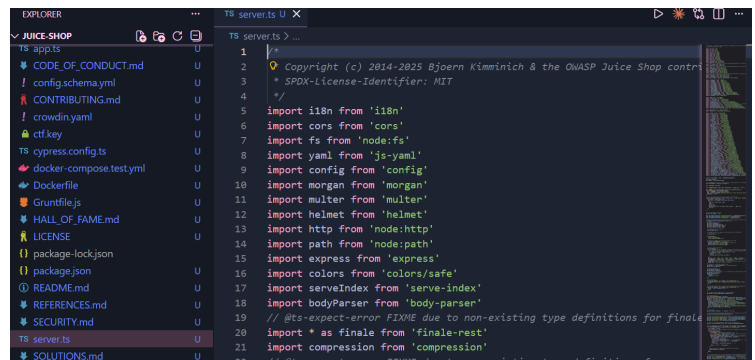 EXPLORER
JUICE-SHOP
TS app.ts U
CODE_OF_CONDUCT.md U
! config.schema.yml U
CONTRIBUTING.md U
! crowdin.yaml U
ctf.key U
TS cypress.config.ts U
docker-compose.test.yml U
Dockerfile U
Gruntfile.js U
HALL_OF_FAME.md U
LICENSE U
{} package-lock.json
{} package.json U
README.md U
REFERENCES.md U
SECURITY.md U
TS server.ts U
SOLUTIONS.md U
TS server.ts U
TS server.ts > ...
1 /*
2 * Copyright (c) 2014-2025 Bjoern Kimminich & the OWASP Juice Shop contri
3 * SPDX-License-Identifier: MIT
4 */
5 import i18n from 'i18n'
6 import cors from 'cors'
7 import fs from 'node:fs'
8 import yaml from 'js-yaml'
9 import config from 'config'
10 import morgan from 'morgan'
11 import multer from 'multer'
12 import helmet from 'helmet'
13 import http from 'node:http'
14 import path from 'node:path'
15 import express from 'express'
16 import colors from 'colors/safe'
17 import serveIndex from 'serve-index'
18 import bodyParser from 'body-parser'
19 // @ts-expect-error FIXME due to non-existing type definitions for finale
20 import * as finale from 'finale-rest'
21 import compression from 'compression'